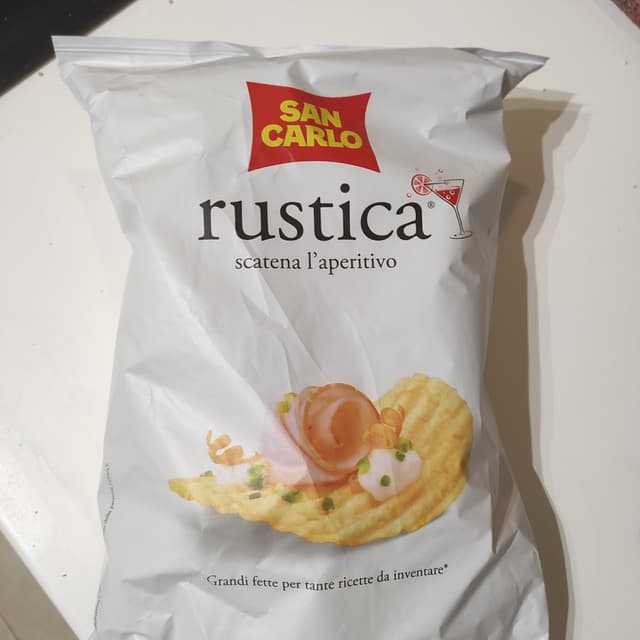 SAN
CARLO
rustica®
scatena l'aperitivo
Grandi fette per tante ricette da inventare*